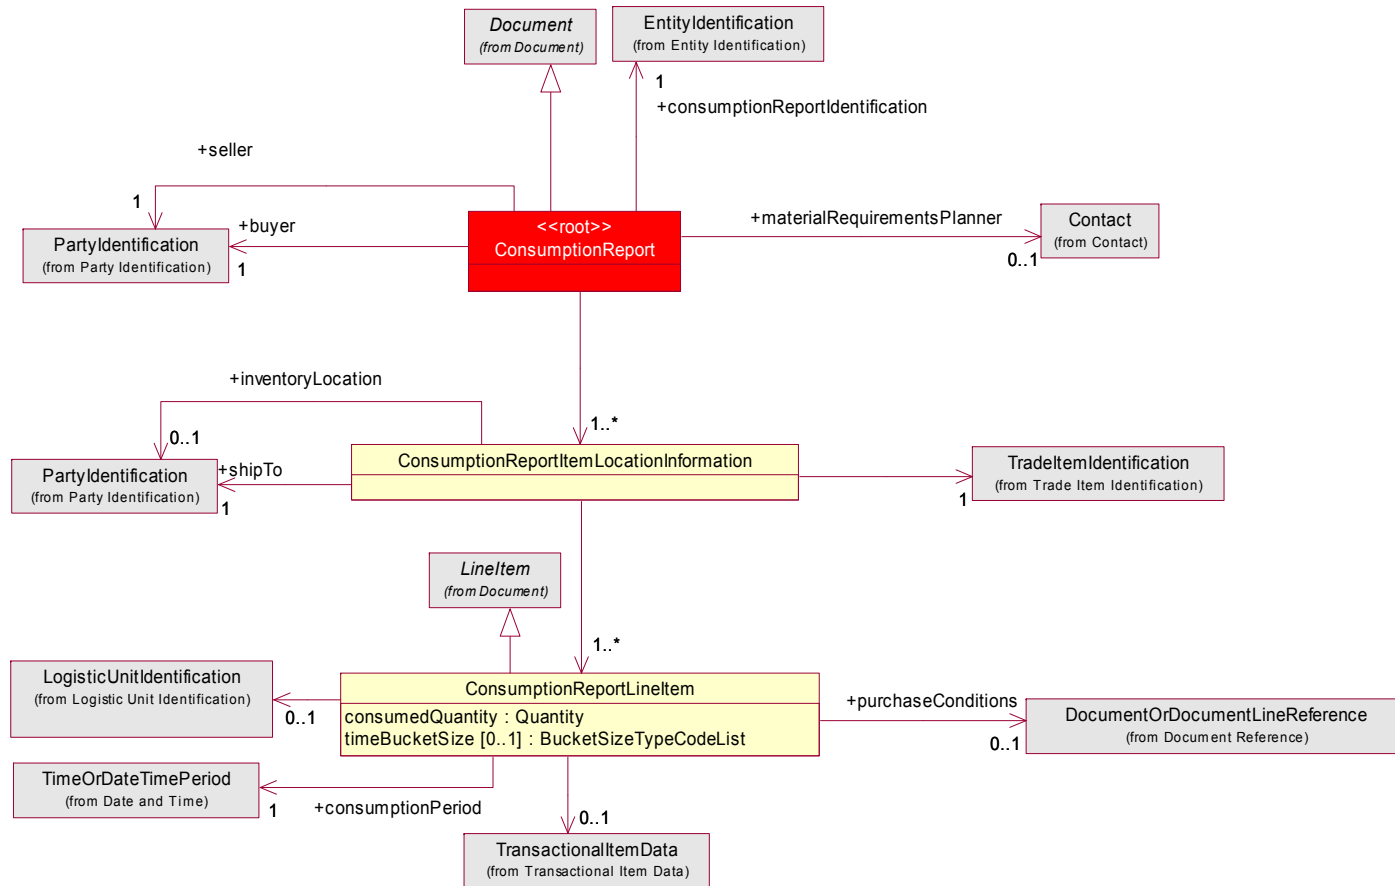 Document
(from Document)
EntityIdentification
(from Entity Identification)
1
+consumptionReportIdentification
+seller
1
+buyer
PartyIdentification
(from Party Identification)
1
<<root>>
ConsumptionReport
+materialRequirementsPlanner
Contact
(from Contact)
0..1
+inventoryLocation
0..1
1..*
PartyIdentification
(from Party Identification)
+shipTo
1
ConsumptionReportItemLocationInformation
TradeItemIdentification
(from Trade Item Identification)
1
LineItem
(from Document)
1..*
LogisticUnitIdentification
(from Logistic Unit Identification)
0..1
ConsumptionReportLineItem
consumedQuantity : Quantity
timeBucketSize [0..1] : BucketSizeTypeCodeList
+purchaseConditions
0..1
DocumentOrDocumentLineReference
(from Document Reference)
TimeOrDateTimePeriod
(from Date and Time)
1
+consumptionPeriod
0..1
TransactionalItemData
(from Transactional Item Data)